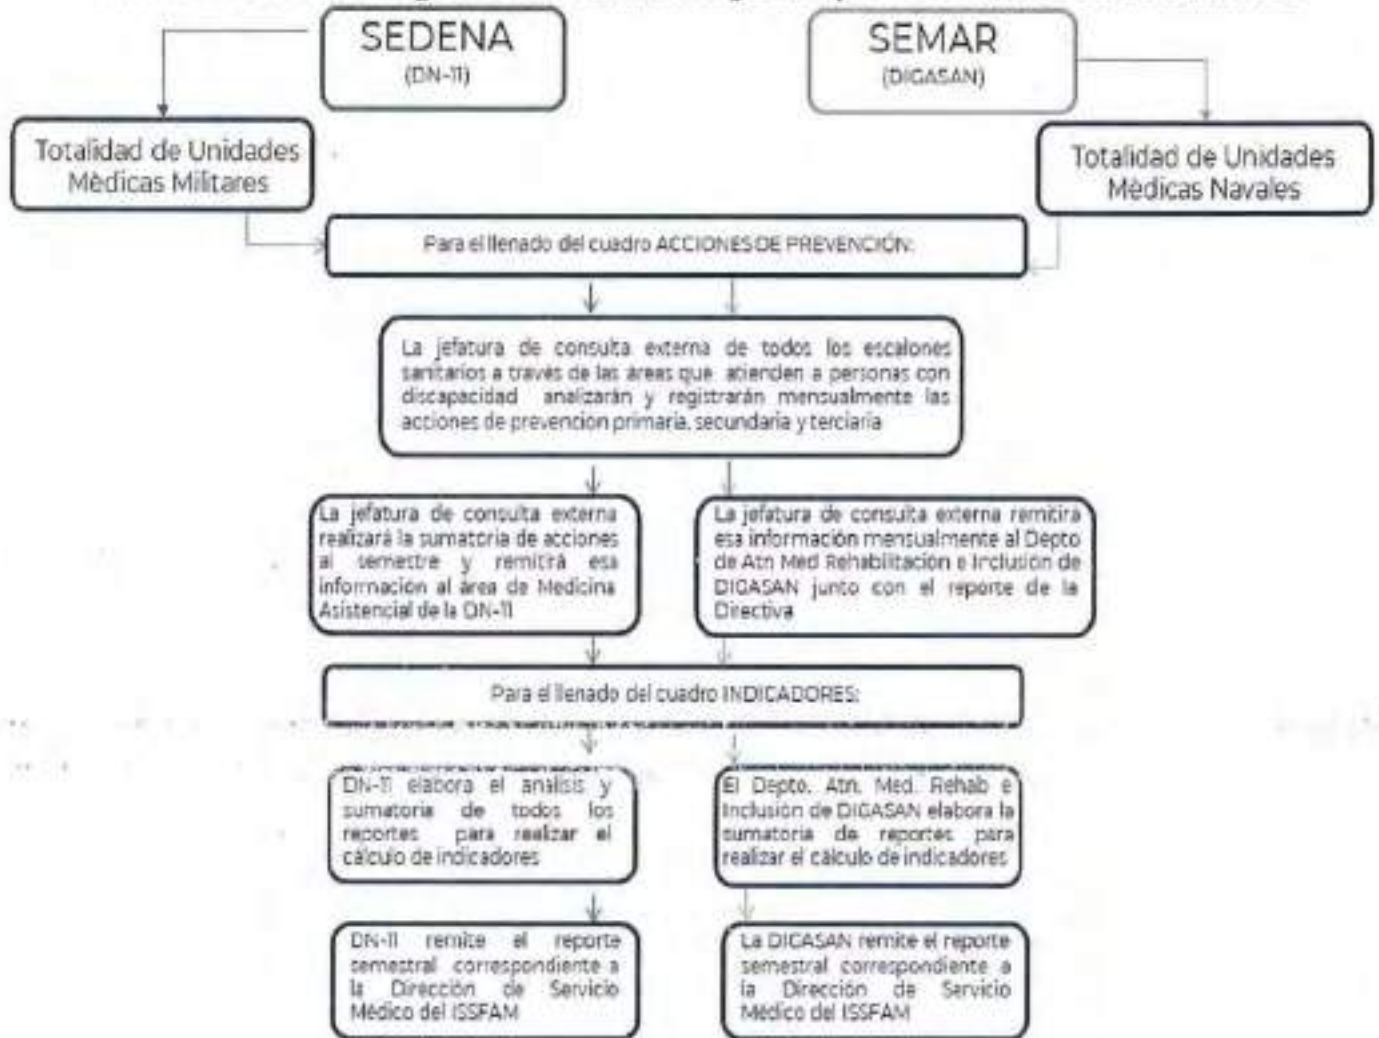 SEDENA
(DN-11)
SEMAR
(DIGASAN)
Totalidad de Unidades
Mèdicas Militares
Totalidad de Unidades
Mèdicas Navales
Para el llenado del cuadro ACCIONES DE PREVENCIÓN:
La jefatura de consulta externa de todos los escalones
sanitarios a través de las áreas que atienden a personas con
discapacidad analizarán y registrarán mensualmente las
acciones de prevención primaria, secundaria y terciaria
La jefatura de consulta externa
realizará la sumatoria de acciones
al semestre y remitirá esa
información al área de Medicina
Asistencial de la DN-11
La jefatura de consulta externa remitirá
esa información mensualmente al Depto
de Atn Med Rehabilitación e Inclusión de
DIGASAN junto con el reporte de la
Directiva
Para el llenado del cuadro INDICADORES:
DN-11 elabora el análisis y
sumatoria de todos los
reportes para realizar el
cálculo de indicadores
El Depto. Atn. Med. Rehab e
Inclusión de DIGASAN elabora la
sumatoria de reportes para
realizar el cálculo de indicadores
DN-11 remite el reporte
semestral correspondiente a
la Dirección de Servicio
Médico del ISSFAM
La DIGASAN remite el reporte
semestral correspondiente a
la Dirección de Servicio
Médico del ISSFAM